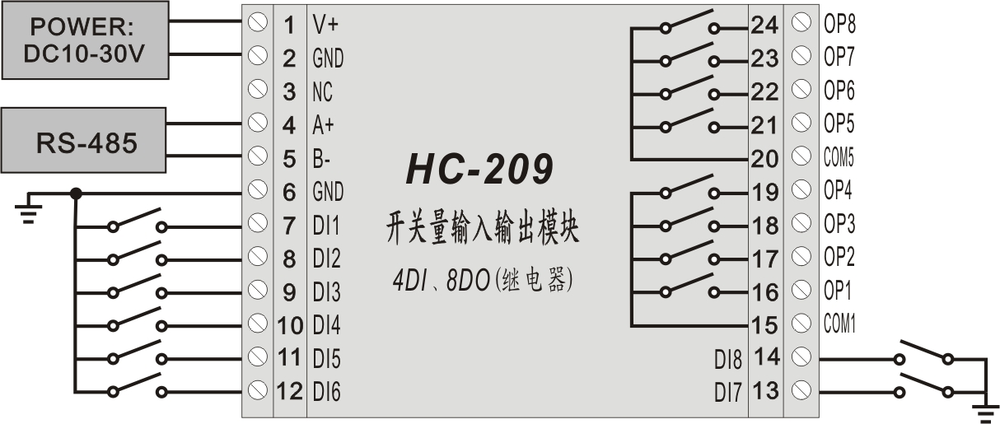 POWER:
DC10-30V
RS-485
1 V+
2 GND
3 NC
4 A+
5 B-
6 GND
7 DI1
8 DI2
9 DI3
10 DI4
11 DI5
12 DI6
HC-209
开关量输入输出模块
4DI、8DO(继电器)
24 OP8
23 OP7
22 OP6
21 OP5
20 COM5
19 OP4
18 OP3
17 OP2
16 OP1
15 COM1
DI8 14
DI7 13